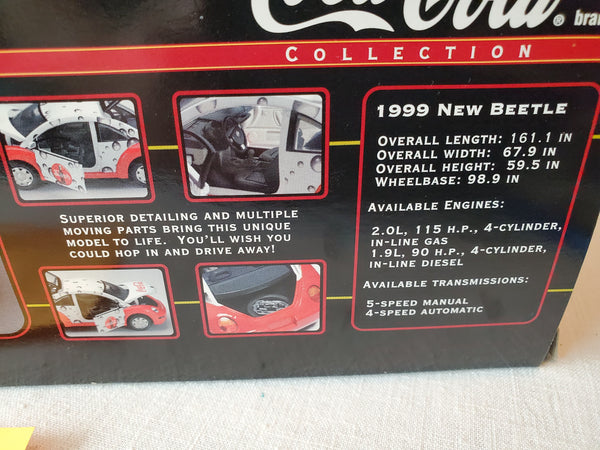 Coca-Cola® bra
COLLECTION
1999 NEW BEETLE
OVERALL LENGTH: 161.1 IN
OVERALL WIDTH: 67.9 IN
OVERALL HEIGHT: 59.5 IN
WHEELBASE: 98.9 IN
AVAILABLE ENGINES:
2.0L, 115 H.P., 4-CYLINDER,
IN-LINE GAS
1.9L, 90 H.P., 4-CYLINDER,
IN-LINE DIESEL
AVAILABLE TRANSMISSIONS:
5-SPEED MANUAL
4-SPEED AUTOMATIC
SUPERIOR DETAILING AND MULTIPLE
MOVING PARTS BRING THIS UNIQUE
MODEL TO LIFE. YOU'LL WISH YOU
COULD HOP IN AND DRIVE AWAY!